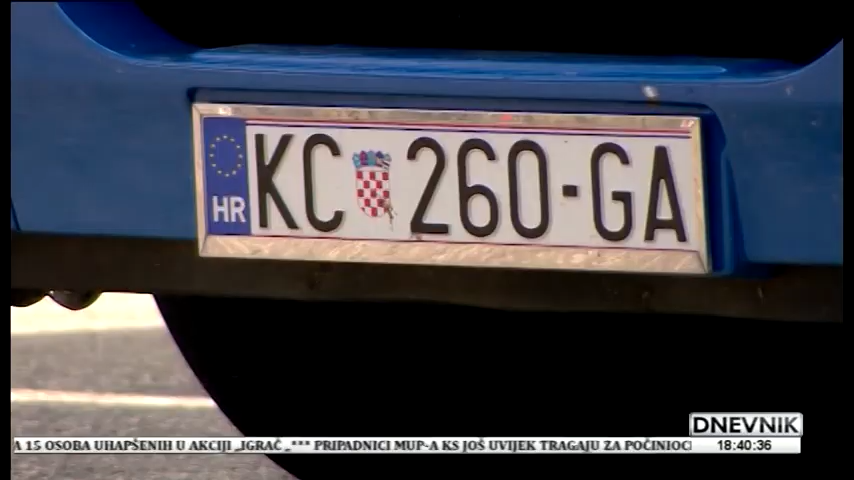 HR KC 260-GA
DNEVNIK
A 15 OSOBA UHAPŠENIH U AKCIJI „IGRAČ„*** PRIPADNICI MUP-A KS JOŠ UVIJEK TRAGAJU ZA POČINIOC
18:40:36